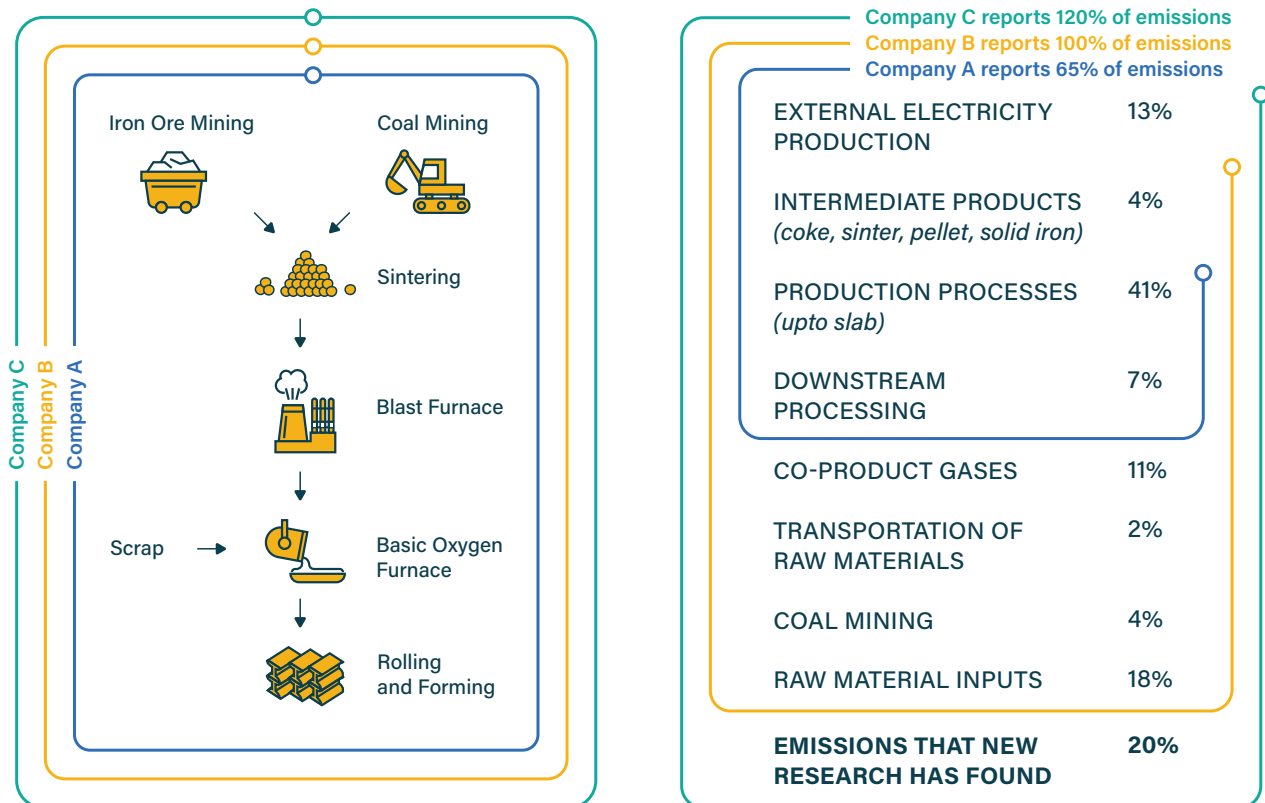 Iron Ore Mining
Coal Mining
Sintering
Blast Furnace
Scrap
Basic Oxygen
Furnace
Rolling
and Forming
Company C
Company B
Company A
Company C reports 120% of emissions
Company B reports 100% of emissions
Company A reports 65% of emissions
EXTERNAL ELECTRICITY 13%
PRODUCTION
INTERMEDIATE PRODUCTS 4%
(coke, sinter, pellet, solid iron)
PRODUCTION PROCESSES 41%
(upto slab)
DOWNSTREAM 7%
PROCESSING
CO-PRODUCT GASES 11%
TRANSPORTATION OF 2%
RAW MATERIALS
COAL MINING 4%
RAW MATERIAL INPUTS 18%
EMISSIONS THAT NEW 20%
RESEARCH HAS FOUND